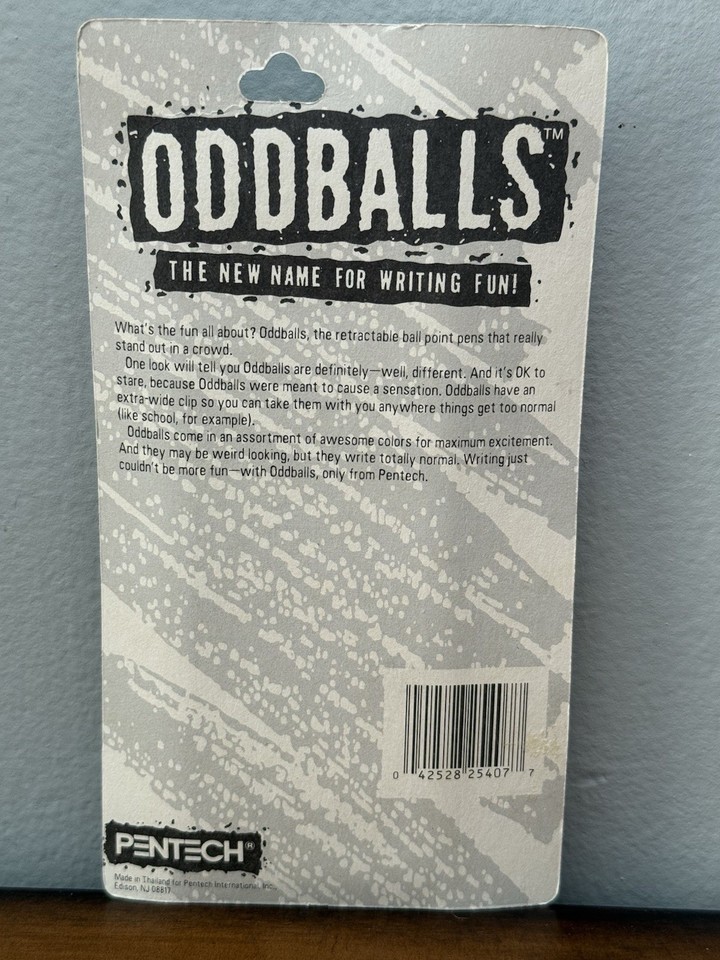 ODDBALLS™
THE NEW NAME FOR WRITING FUN!
What's the fun all about? Oddballs, the retractable ball point pens that really
stand out in a crowd.
One look will tell you Oddballs are definitely—well, different. And it's OK to
stare, because Oddballs were meant to cause a sensation. Oddballs have an
extra-wide clip so you can take them with you anywhere things get too normal
(like school, for example).
Oddballs come in an assortment of awesome colors for maximum excitement.
And they may be weird looking, but they write totally normal. Writing just
couldn't be more fun—with Oddballs, only from Pentech.
0 42528 25407 7
PENTECH®
Made in Thailand for Pentech International, Inc.
Edison, NJ 08817